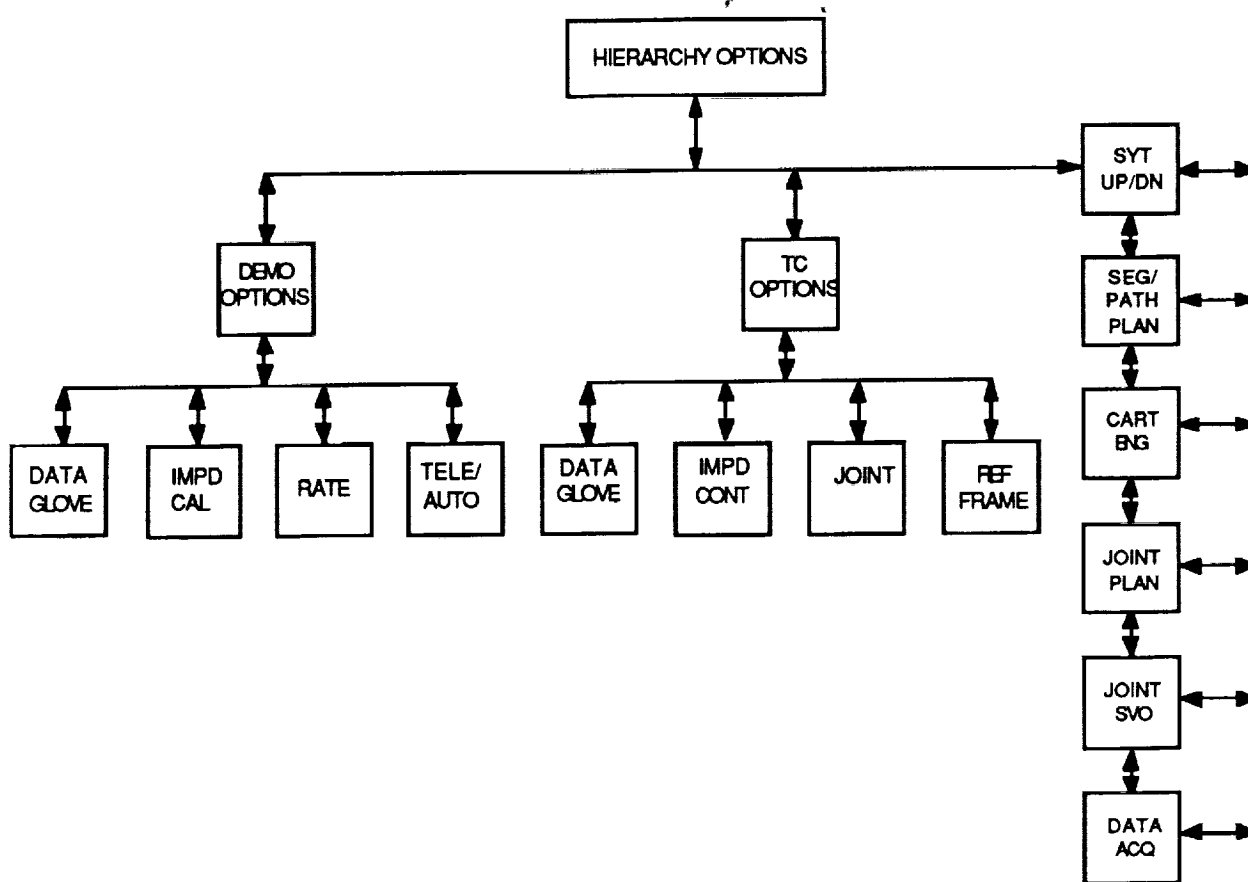 HIERARCHY OPTIONS
SYT
UP/DN
DEMO
OPTIONS
TC
OPTIONS
SEG/
PATH
PLAN
DATA
GLOVE
IMPD
CAL
RATE
TELE/
AUTO
DATA
GLOVE
IMPD
CONT
JOINT
REF
FRAME
CART
ENG
JOINT
PLAN
JOINT
SVO
DATA
ACQ